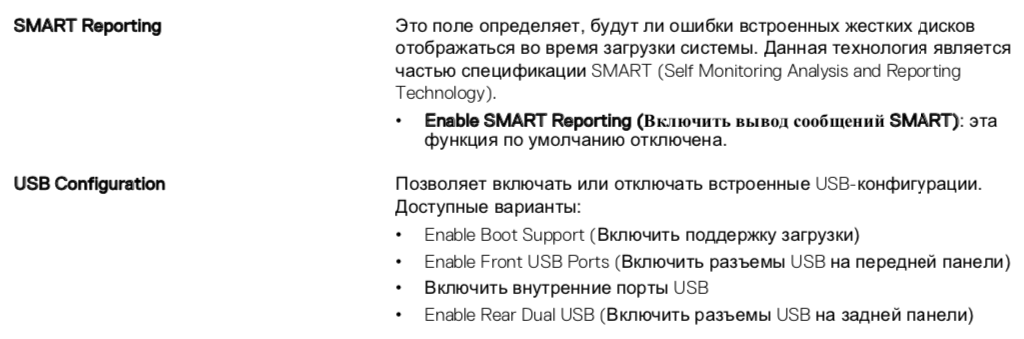 SMART Reporting
Это поле определяет, будут ли ошибки встроенных жестких дисков
отображаться во время загрузки системы. Данная технология является
частью спецификации SMART (Self Monitoring Analysis and Reporting
Technology).
• Enable SMART Reporting (Включить вывод сообщений SMART): эта
функция по умолчанию отключена.
USB Configuration
Позволяет включать или отключать встроенные USB-конфигурации.
Доступные варианты:
• Enable Boot Support (Включить поддержку загрузки)
• Enable Front USB Ports (Включить разъемы USB на передней панели)
• Включить внутренние порты USB
• Enable Rear Dual USB (Включить разъемы USB на задней панели)